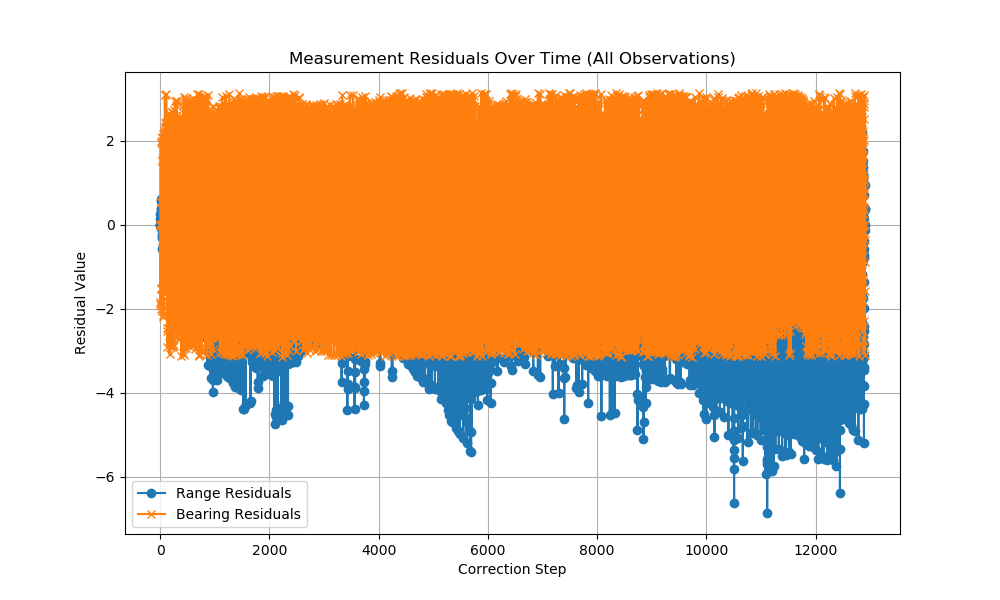 Measurement Residuals Over Time (All Observations)
Residual Value
2
0
−2
−4
−6
Range Residuals
Bearing Residuals
0 2000 4000 6000 8000 10000 12000
Correction Step